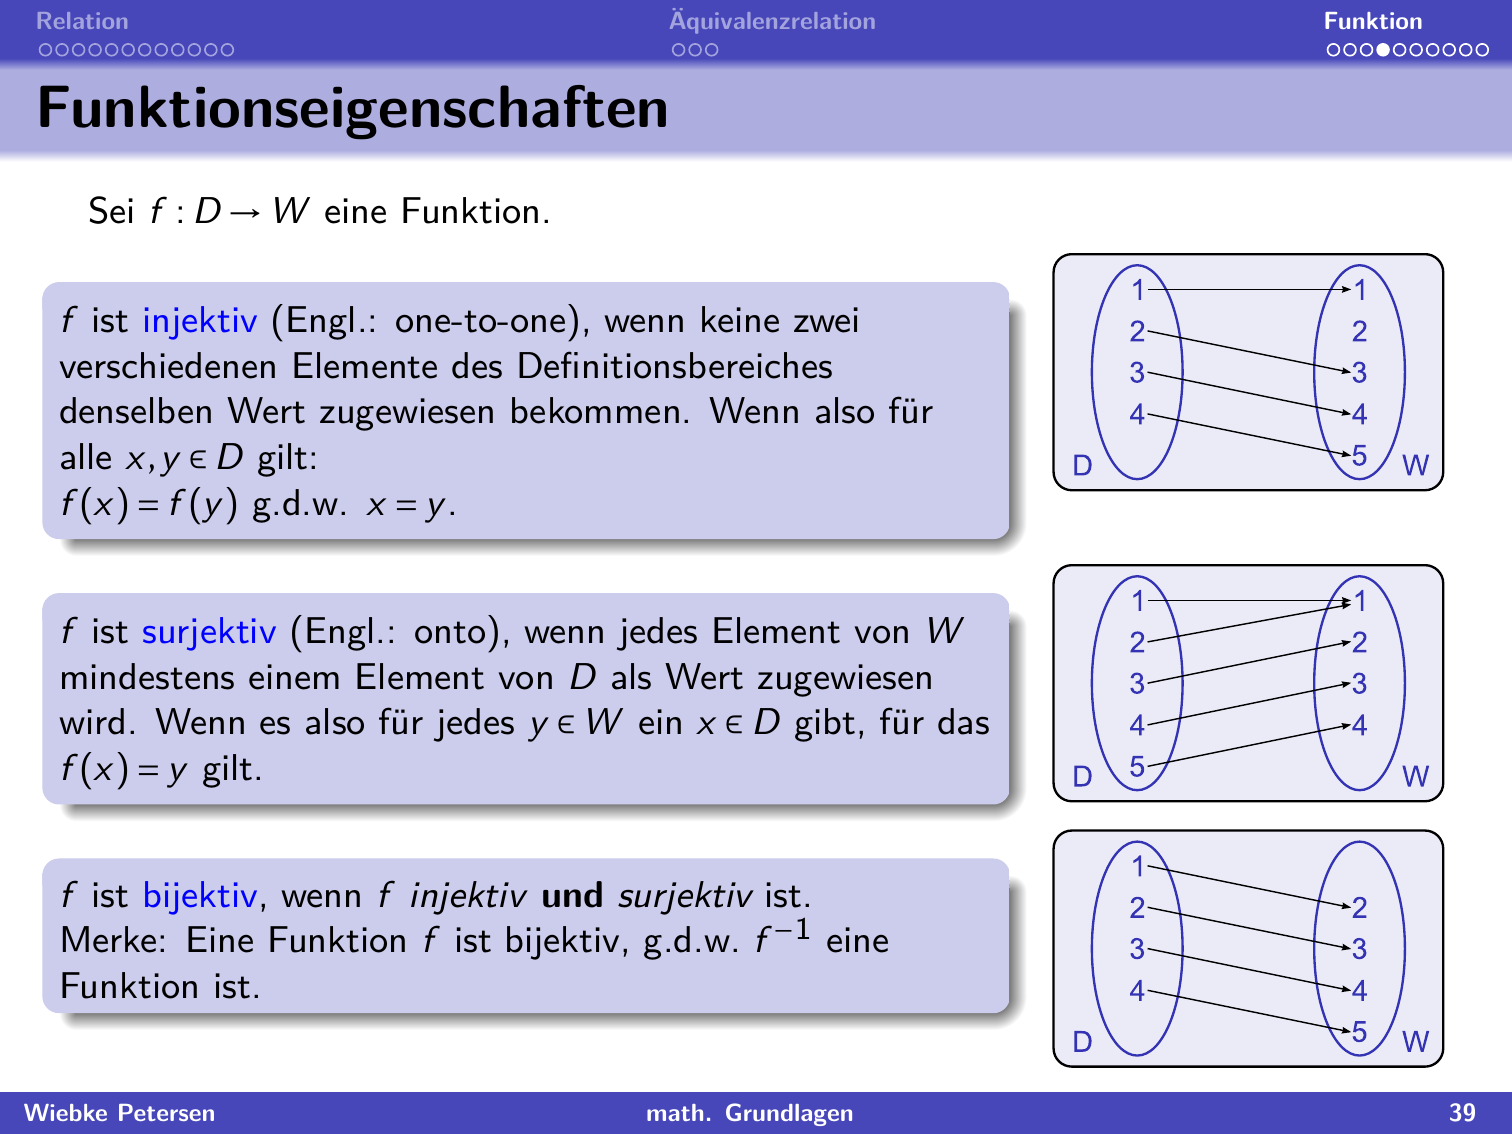 Relation Äquivalenzrelation Funktion
Funktionseigenschaften
Sei f : D → W eine Funktion.
f ist injektiv (Engl.: one-to-one), wenn keine zwei
verschiedenen Elemente des Definitionsbereiches
denselben Wert zugewiesen bekommen. Wenn also für
alle x, y ∈ D gilt:
f(x) = f(y) g.d.w. x = y.
1 1
2 2
3 3
4 4
5
D W
f ist surjektiv (Engl.: onto), wenn jedes Element von W
mindestens einem Element von D als Wert zugewiesen
wird. Wenn es also für jedes y ∈ W ein x ∈ D gibt, für das
f(x) = y gilt.
1 1
2 2
3 3
4 4
5
D W
f ist bijektiv, wenn f injektiv und surjektiv ist.
Merke: Eine Funktion f ist bijektiv, g.d.w. f⁻¹ eine
Funktion ist.
1
2 2
3 3
4 4
5
D W
Wiebke Petersen math. Grundlagen 39